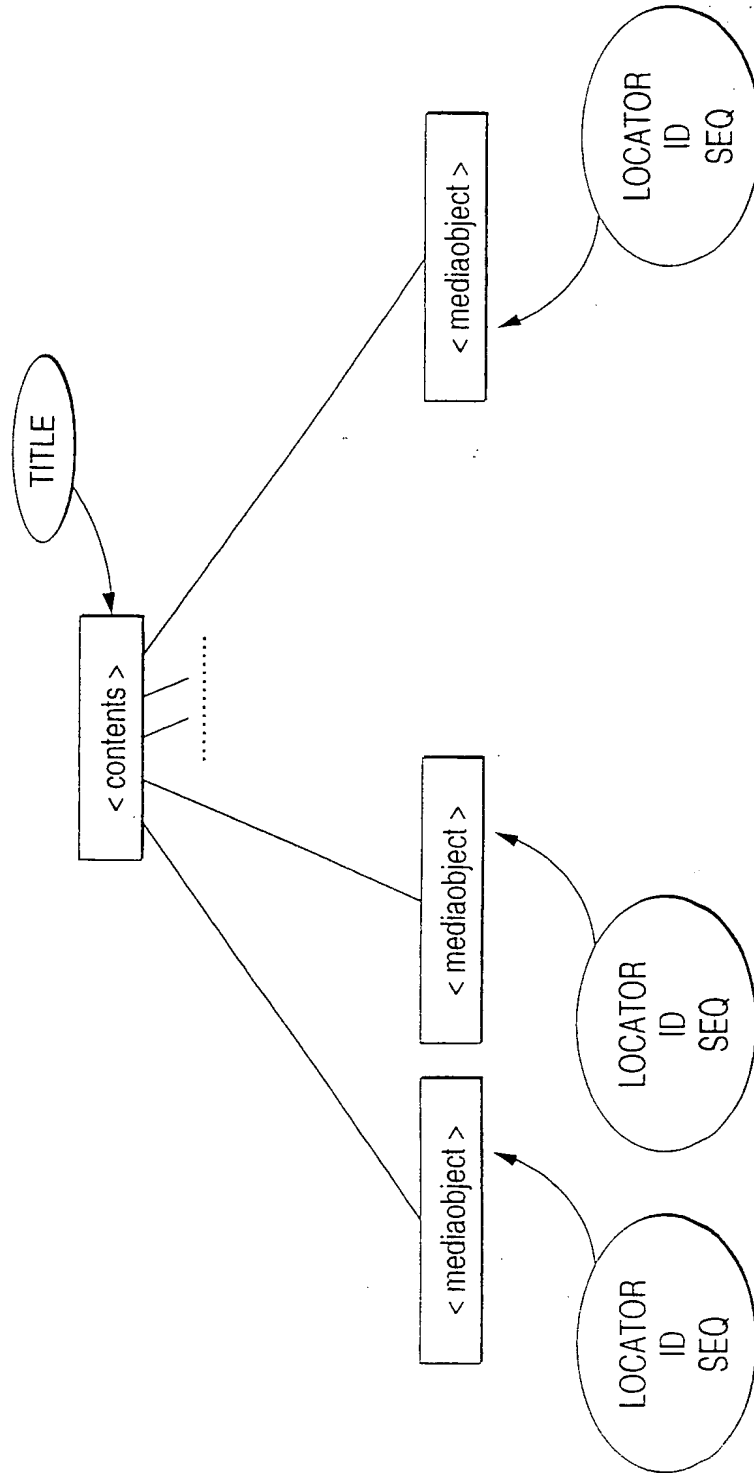 TITLE
< contents >
..........
< mediaobject >
< mediaobject >
< mediaobject >
LOCATOR
ID
SEQ
LOCATOR
ID
SEQ
LOCATOR
ID
SEQ